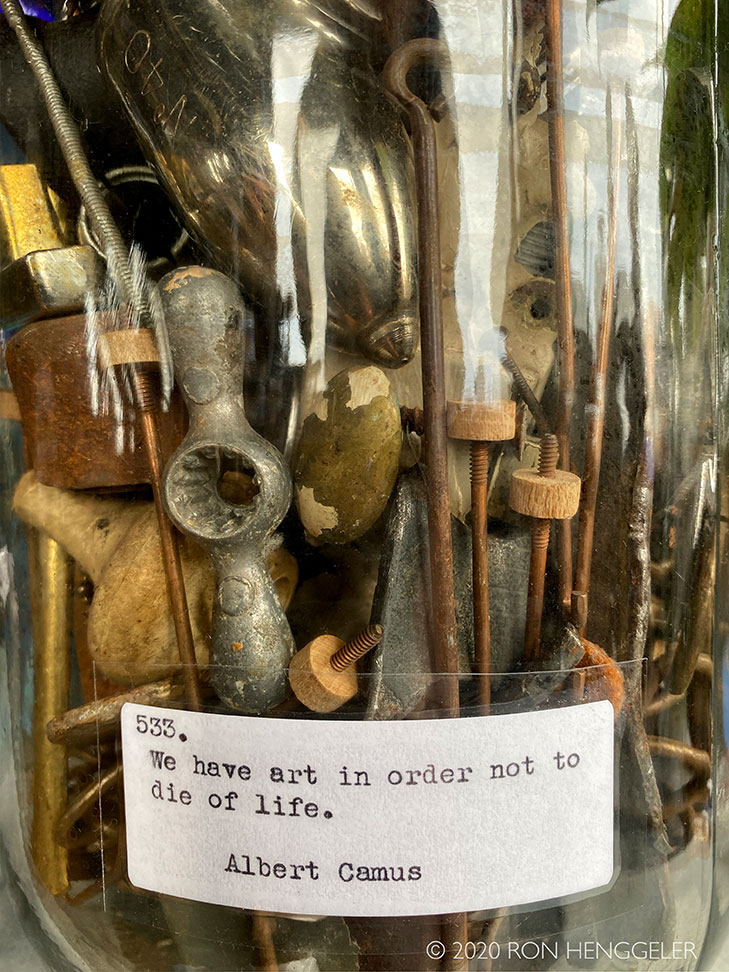 533.
We have art in order not to
die of life.
Albert Camus
© 2020 RON HENGGELER